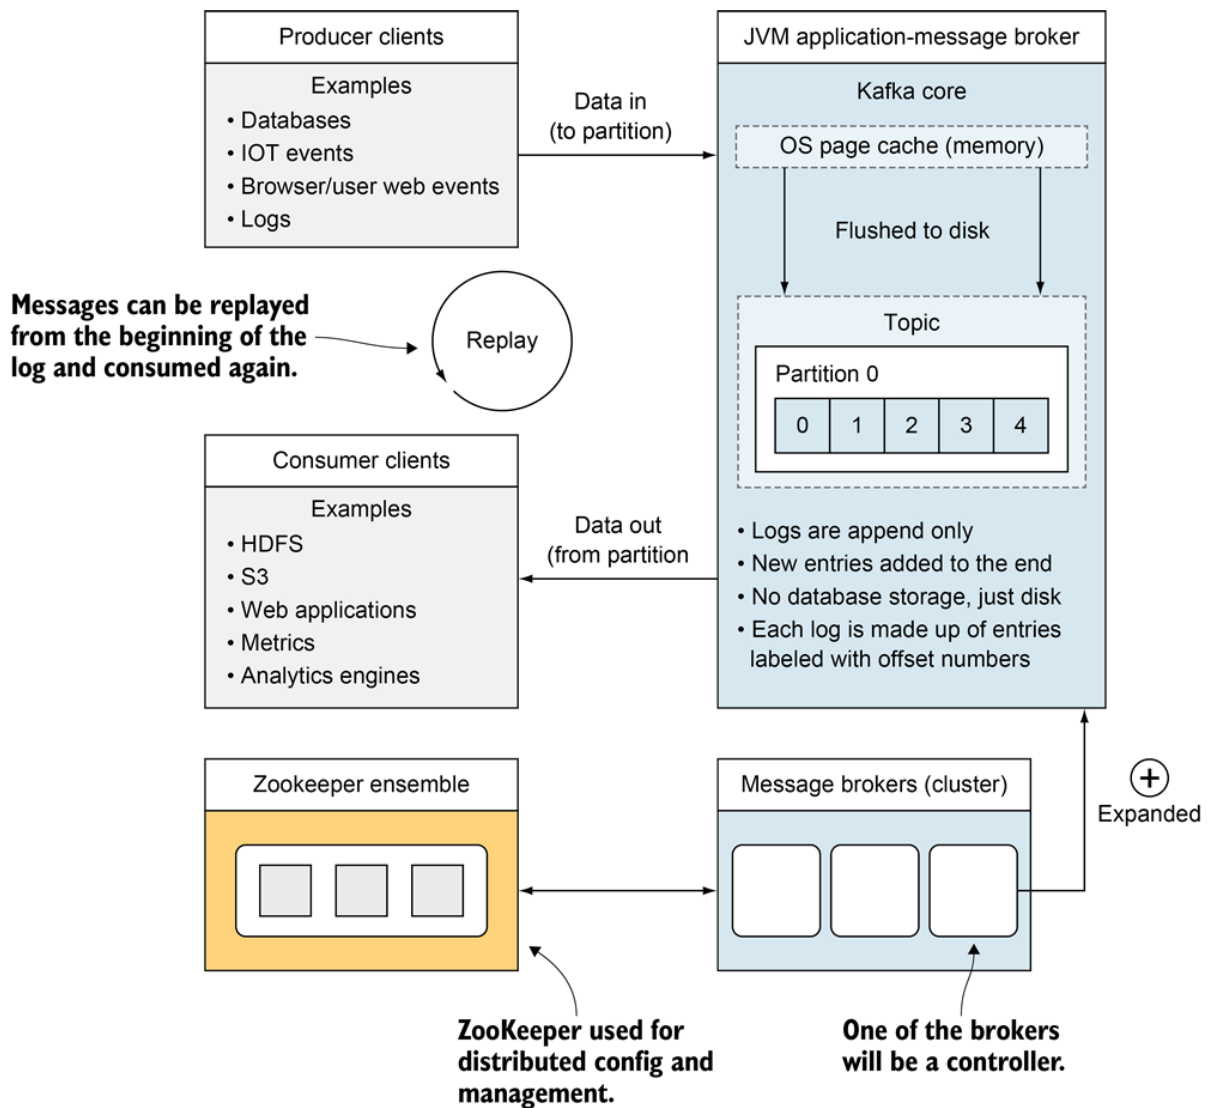 Producer clients
Examples
• Databases
• IOT events
• Browser/user web events
• Logs
Data in
(to partition)
JVM application-message broker
Kafka core
OS page cache (memory)
Flushed to disk
Topic
Partition 0
0 1 2 3 4
• Logs are append only
• New entries added to the end
• No database storage, just disk
• Each log is made up of entries
labeled with offset numbers
Messages can be replayed
from the beginning of the
log and consumed again.
Replay
Consumer clients
Examples
• HDFS
• S3
• Web applications
• Metrics
• Analytics engines
Data out
(from partition
Zookeeper ensemble
Message brokers (cluster)
Expanded
ZooKeeper used for
distributed config and
management.
One of the brokers
will be a controller.